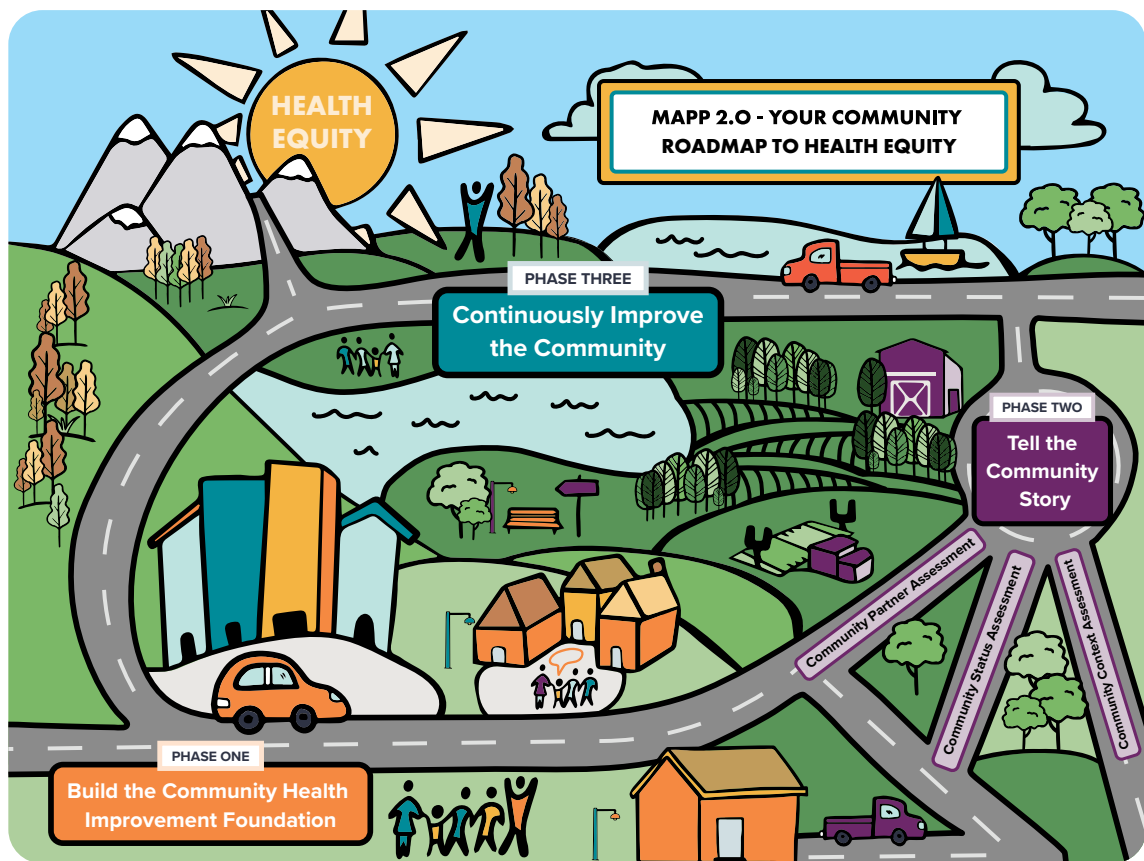 HEALTH
EQUITY
MAPP 2.0 - YOUR COMMUNITY
ROADMAP TO HEALTH EQUITY
PHASE THREE
Continuously Improve
the Community
PHASE TWO
Tell the
Community
Story
Community Partner Assessment
Community Status Assessment
Community Context Assessment
PHASE ONE
Build the Community Health
Improvement Foundation